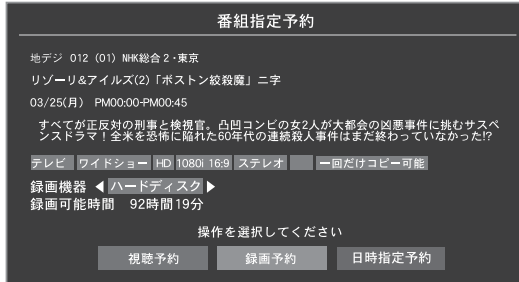 番組指定予約
地デジ 012 (01) NHK総合2・東京
リゾーリ&アイルズ(2)「ボストン絞殺魔」二字
03/25(月) PM00:00-PM00:45
すべてが正反対の刑事と検視官。凸凹コンビの女2人が大都会の凶悪事件に挑むサスペ
ンスドラマ!全米を恐怖に陥れた60年代の連続殺人事件はまだ終わっていなかった!?
テレビ ワイドショー HD 1080i 16:9 ステレオ 一回だけコピー可能
録画機器 ◀ ハードディスク ▶
録画可能時間 92時間19分
操作を選択してください
視聴予約 録画予約 日時指定予約